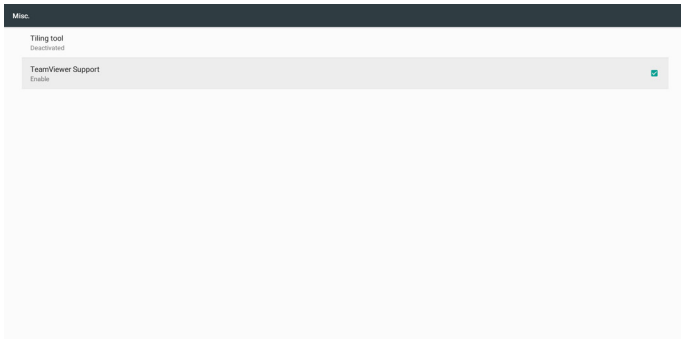 Misc.
Tiling tool
Deactivated
TeamViewer Support
Enable